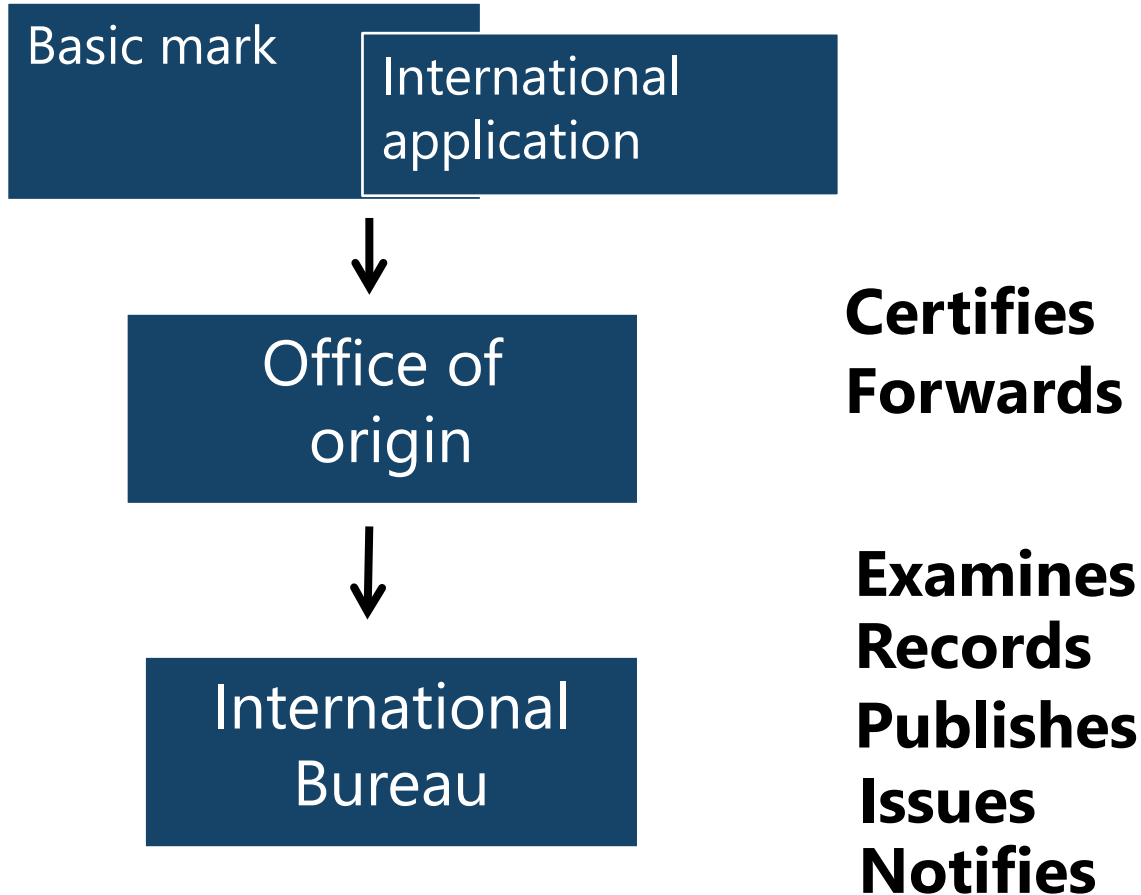 Basic mark
International
application
Office of
origin
Certifies
Forwards
International
Bureau
Examines
Records
Publishes
Issues
Notifies